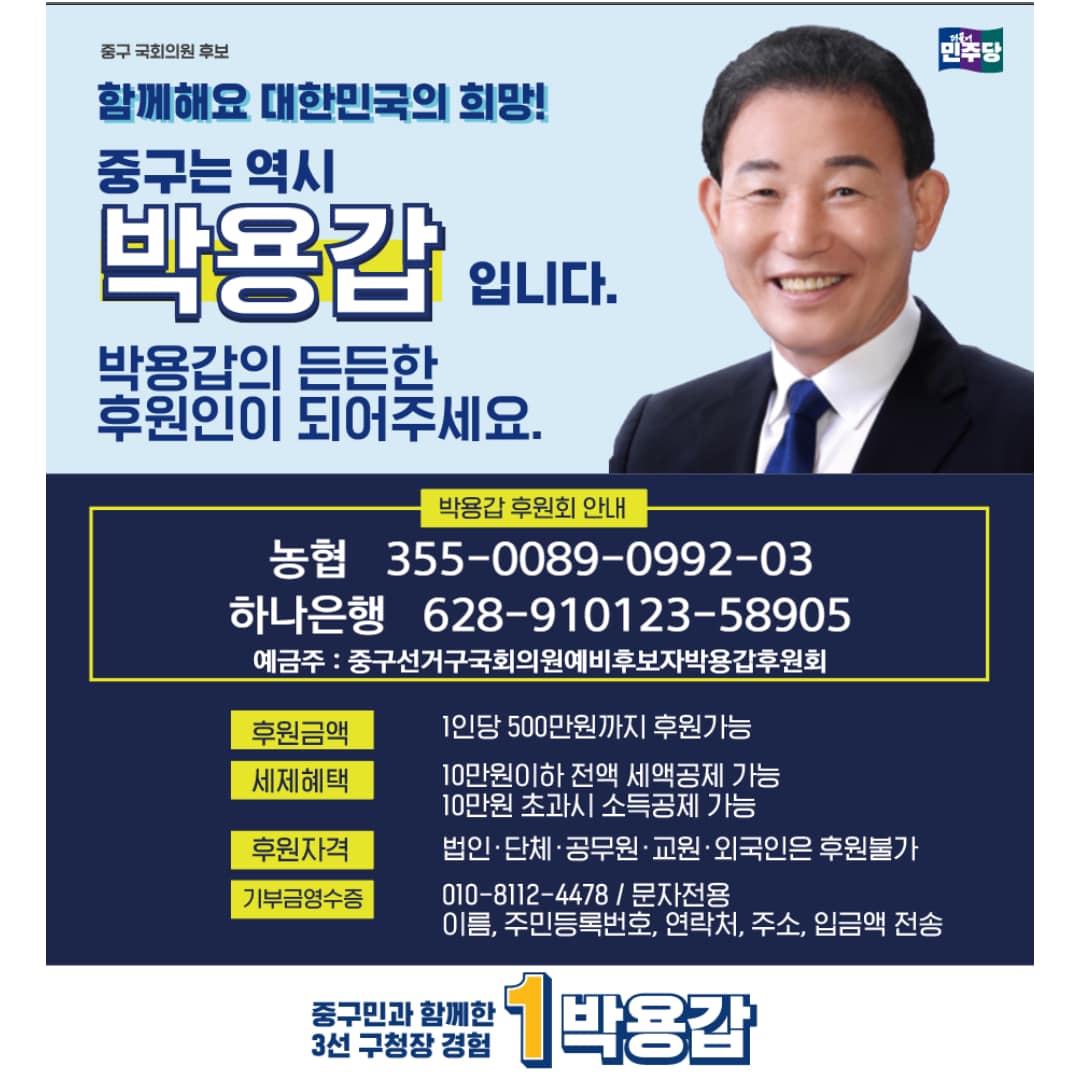 중구 국회의원 후보
더불어
민주당
함께해요 대한민국의 희망!
중구는 역시
박용갑 입니다.
박용갑의 든든한
후원인이 되어주세요.
박용갑 후원회 안내
농협 355-0089-0992-03
하나은행 628-910123-58905
예금주 : 중구선거구국회의원예비후보자박용갑후원회
후원금액 1인당 500만원까지 후원가능
세제혜택 10만원이하 전액 세액공제 가능
10만원 초과시 소득공제 가능
후원자격 법인·단체·공무원·교원·외국인은 후원불가
기부금영수증 010-8112-4478 / 문자전용
이름, 주민등록번호, 연락처, 주소, 입금액 전송
중구민과 함께한
3선 구청장 경험
1 박용갑